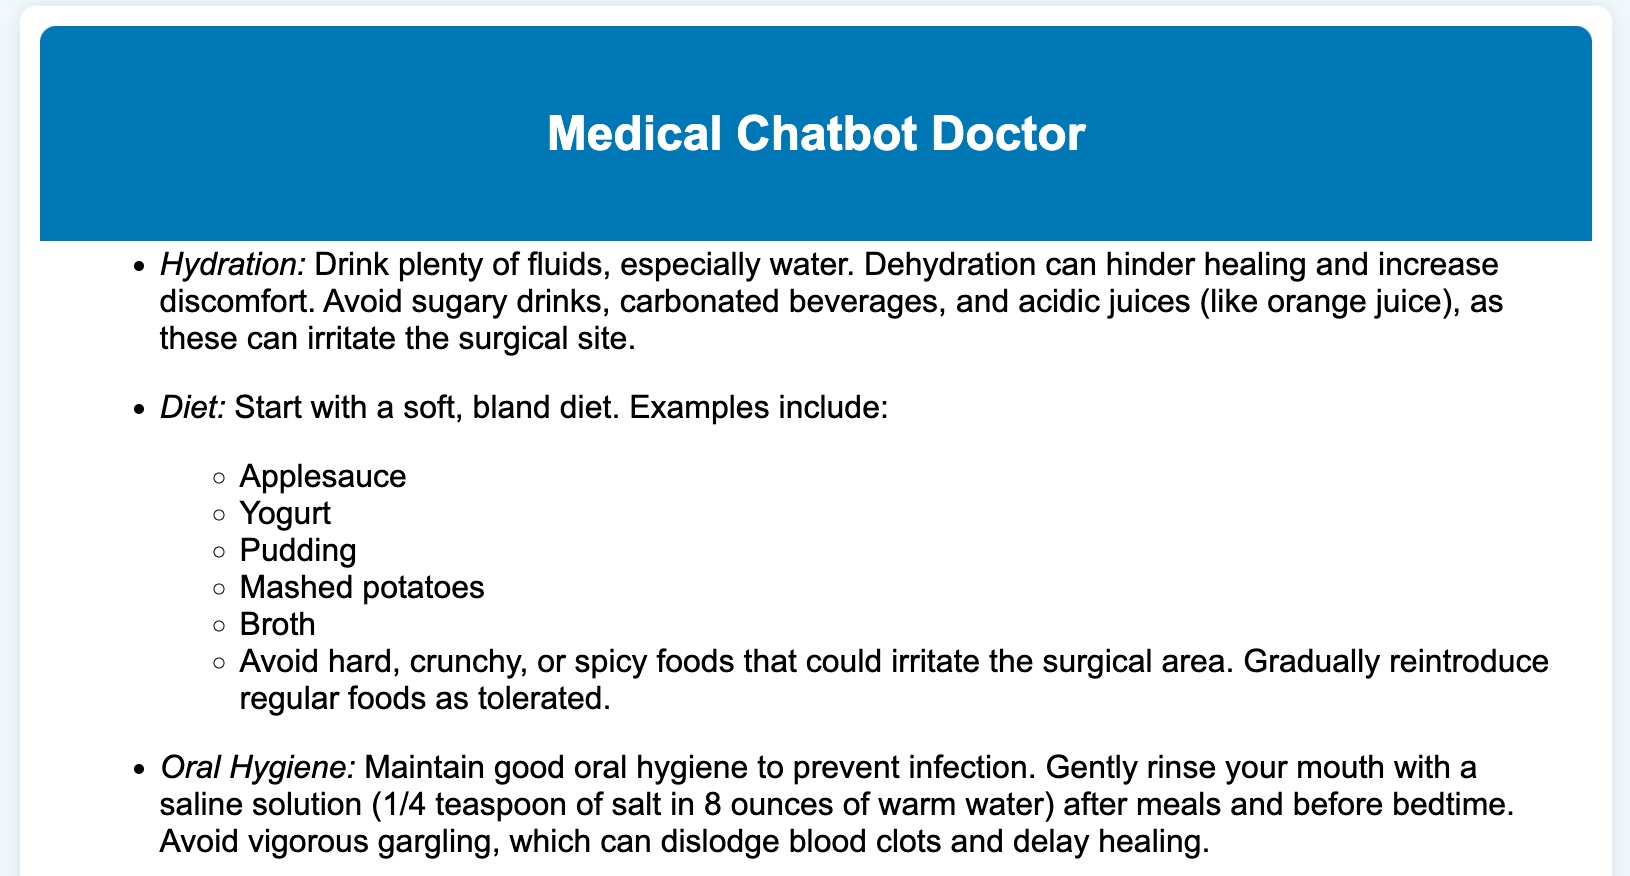 Medical Chatbot Doctor
• Hydration: Drink plenty of fluids, especially water. Dehydration can hinder healing and increase
discomfort. Avoid sugary drinks, carbonated beverages, and acidic juices (like orange juice), as
these can irritate the surgical site.
• Diet: Start with a soft, bland diet. Examples include:
◦ Applesauce
◦ Yogurt
◦ Pudding
◦ Mashed potatoes
◦ Broth
◦ Avoid hard, crunchy, or spicy foods that could irritate the surgical area. Gradually reintroduce
regular foods as tolerated.
• Oral Hygiene: Maintain good oral hygiene to prevent infection. Gently rinse your mouth with a
saline solution (1/4 teaspoon of salt in 8 ounces of warm water) after meals and before bedtime.
Avoid vigorous gargling, which can dislodge blood clots and delay healing.